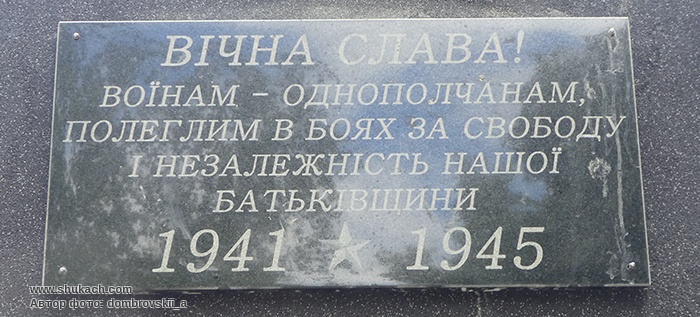 ВІЧНА СЛАВА!
ВОЇНАМ – ОДНОПОЛЧАНАМ,
ПОЛЕГЛИМ В БОЯХ ЗА СВОБОДУ
І НЕЗАЛЕЖНІСТЬ НАШОЇ
БАТЬКІВЩИНИ
1941 ★ 1945
www.shukach.com
Автор фото: dombrovskii_a